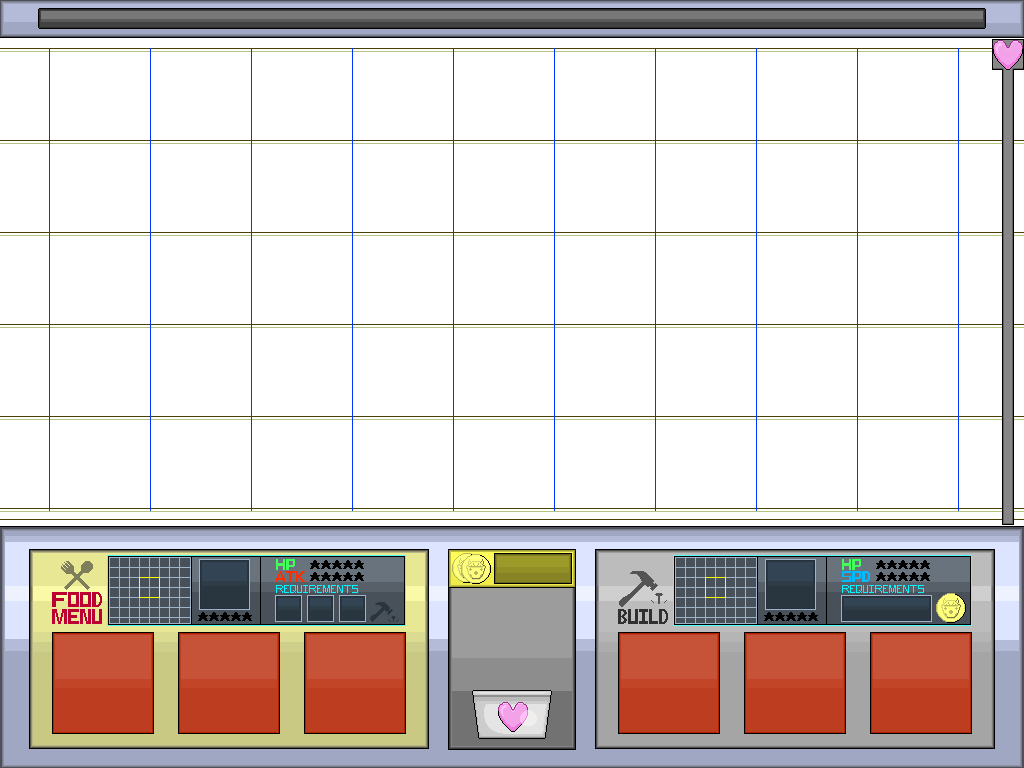 FOOD
MENU
HP
ATK
REQUIREMENTS
BUILD
HP
SPD
REQUIREMENTS